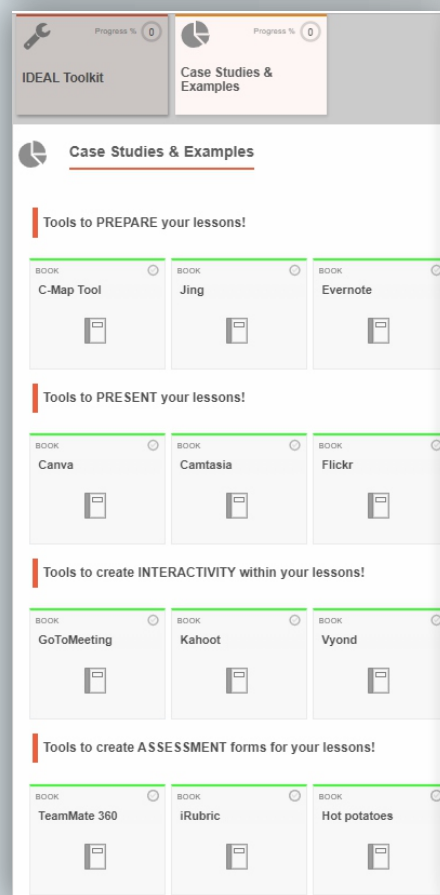 Progress % 0
IDEAL Toolkit
Progress % 0
Case Studies &
Examples
Case Studies & Examples
Tools to PREPARE your lessons!
BOOK
C-Map Tool
BOOK
Jing
BOOK
Evernote
Tools to PRESENT your lessons!
BOOK
Canva
BOOK
Camtasia
BOOK
Flickr
Tools to create INTERACTIVITY within your lessons!
BOOK
GoToMeeting
BOOK
Kahoot
BOOK
Vyond
Tools to create ASSESSMENT forms for your lessons!
BOOK
TeamMate 360
BOOK
iRubric
BOOK
Hot potatoes